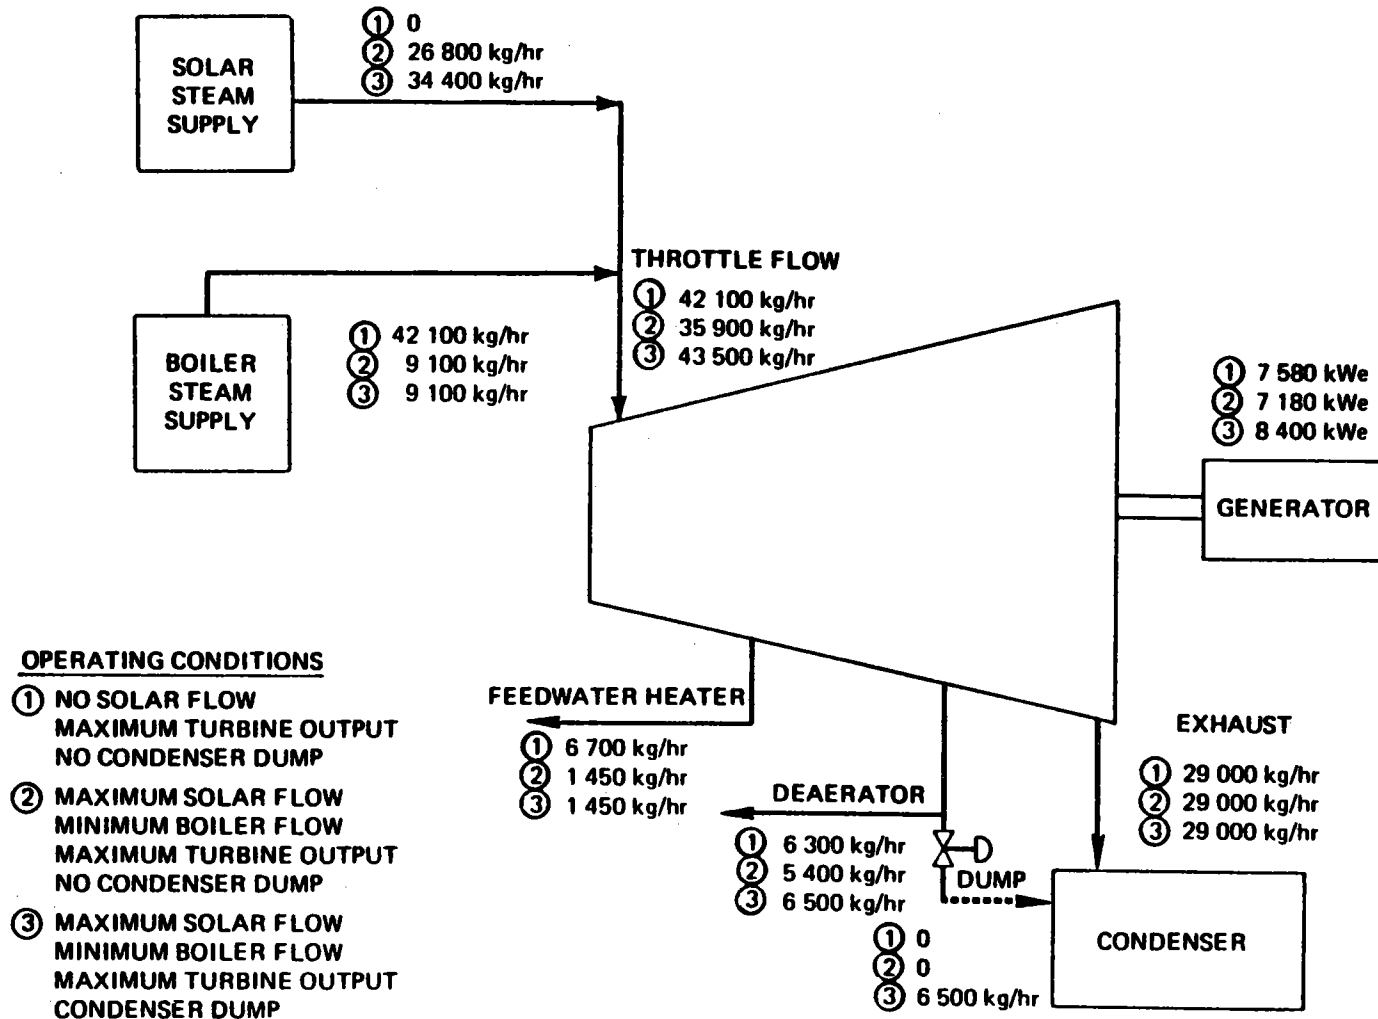 ① 0
② 26 800 kg/hr
③ 34 400 kg/hr
SOLAR
STEAM
SUPPLY
THROTTLE FLOW
① 42 100 kg/hr
② 35 900 kg/hr
③ 43 500 kg/hr
① 42 100 kg/hr
② 9 100 kg/hr
③ 9 100 kg/hr
BOILER
STEAM
SUPPLY
① 7 580 kWe
② 7 180 kWe
③ 8 400 kWe
GENERATOR
OPERATING CONDITIONS
① NO SOLAR FLOW
MAXIMUM TURBINE OUTPUT
NO CONDENSER DUMP
② MAXIMUM SOLAR FLOW
MINIMUM BOILER FLOW
MAXIMUM TURBINE OUTPUT
NO CONDENSER DUMP
③ MAXIMUM SOLAR FLOW
MINIMUM BOILER FLOW
MAXIMUM TURBINE OUTPUT
CONDENSER DUMP
FEEDWATER HEATER
① 6 700 kg/hr
② 1 450 kg/hr
③ 1 450 kg/hr
DEAERATOR
① 6 300 kg/hr
② 5 400 kg/hr
③ 6 500 kg/hr
DUMP
① 0
② 0
③ 6 500 kg/hr
EXHAUST
① 29 000 kg/hr
② 29 000 kg/hr
③ 29 000 kg/hr
CONDENSER